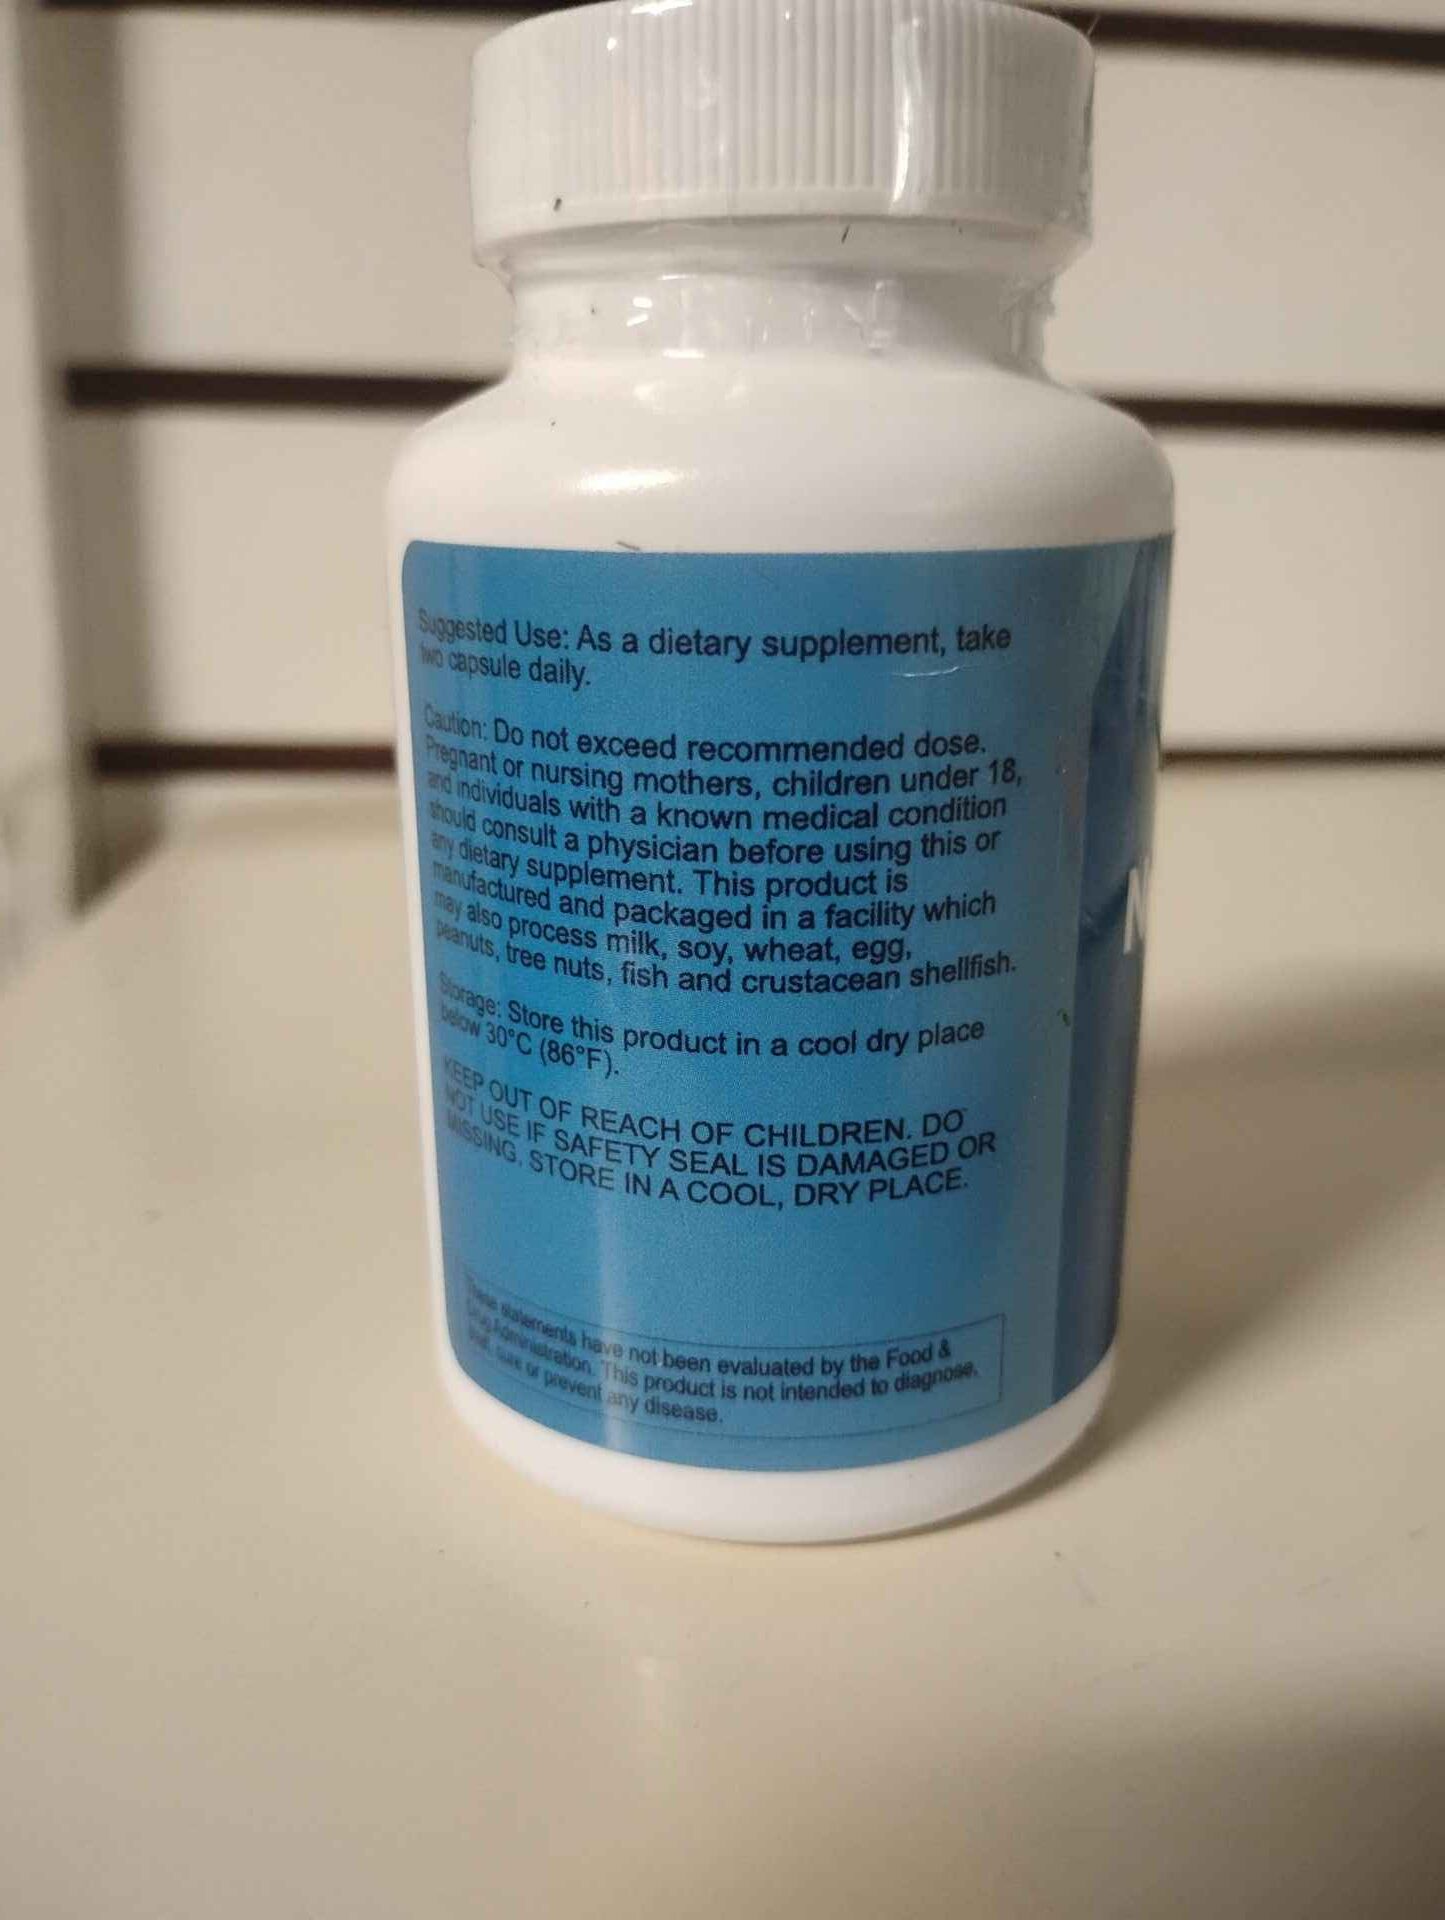 Suggested Use: As a dietary supplement, take
two capsule daily.
Caution: Do not exceed recommended dose.
Pregnant or nursing mothers, children under 18,
and individuals with a known medical condition
should consult a physician before using this or
any dietary supplement. This product is
manufactured and packaged in a facility which
may also process milk, soy, wheat, egg,
peanuts, tree nuts, fish and crustacean shellfish.
Storage: Store this product in a cool dry place
below 30°C (86°F).
KEEP OUT OF REACH OF CHILDREN. DO
NOT USE IF SAFETY SEAL IS DAMAGED OR
MISSING. STORE IN A COOL, DRY PLACE.
These statements have not been evaluated by the Food &
Drug Administration. This product is not intended to diagnose,
treat, cure or prevent any disease.